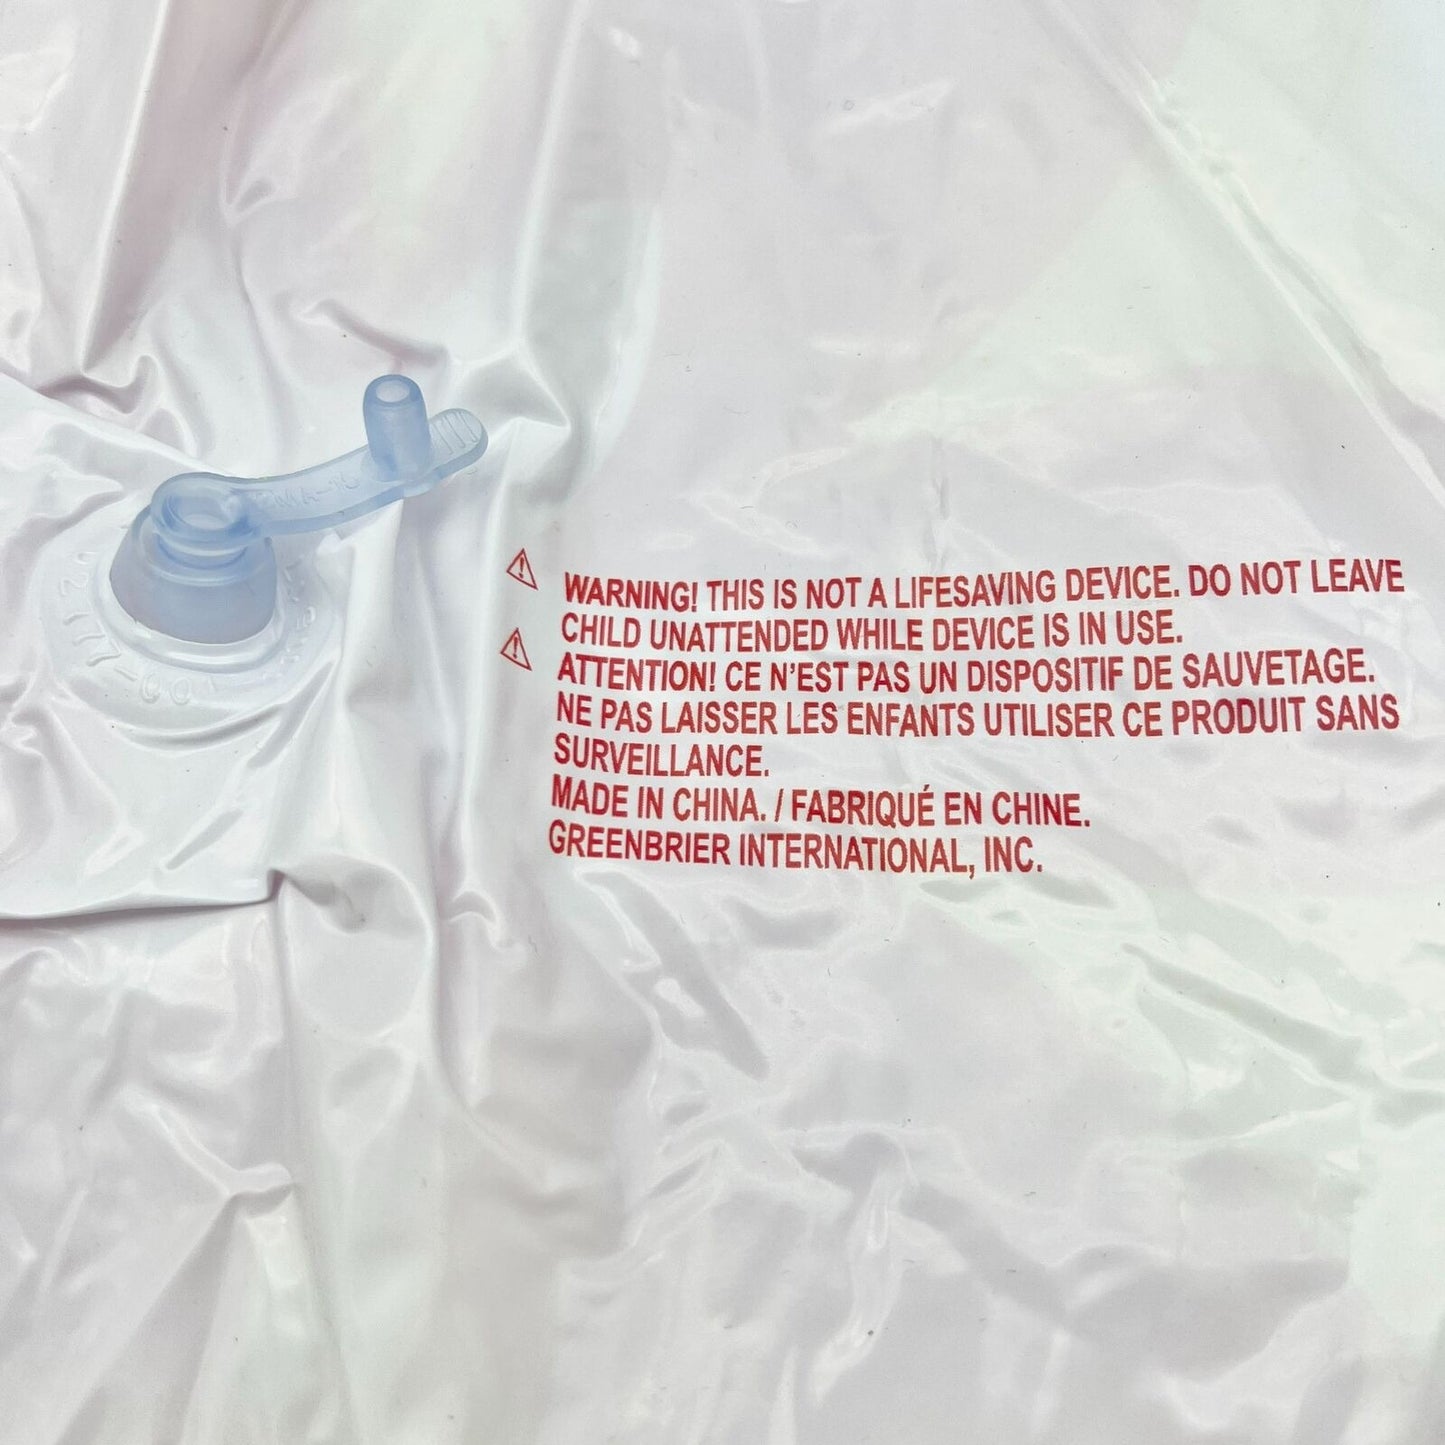 WARNING! THIS IS NOT A LIFESAVING DEVICE. DO NOT LEAVE
CHILD UNATTENDED WHILE DEVICE IS IN USE.
ATTENTION! CE N'EST PAS UN DISPOSITIF DE SAUVETAGE.
NE PAS LAISSER LES ENFANTS UTILISER CE PRODUIT SANS
SURVEILLANCE.
MADE IN CHINA. / FABRIQUÉ EN CHINE.
GREENBRIER INTERNATIONAL, INC.